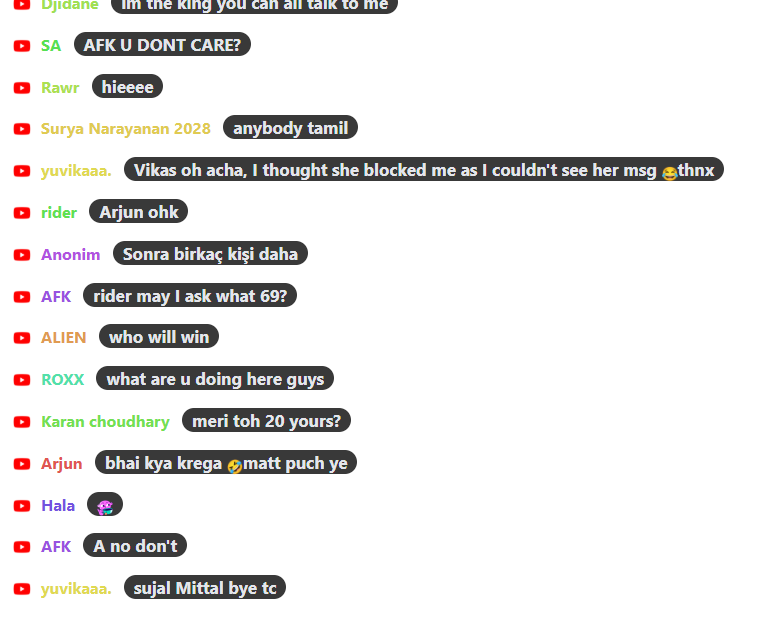 Djidane im the king you can all talk to me
SA AFK U DONT CARE?
Rawr hieeee
Surya Narayanan 2028 anybody tamil
yuvikaaa. Vikas oh acha, I thought she blocked me as I couldn't see her msg 😂thnx
rider Arjun ohk
Anonim Sonra birkaç kişi daha
AFK rider may I ask what 69?
ALIEN who will win
ROXX what are u doing here guys
Karan choudhary meri toh 20 yours?
Arjun bhai kya krega 🤣matt puch ye
Hala
AFK A no don't
yuvikaaa. sujal Mittal bye tc